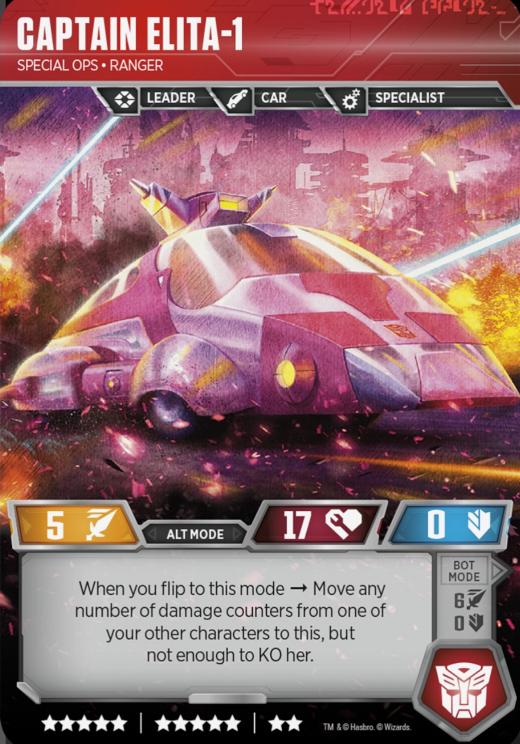 CAPTAIN ELITA-1
SPECIAL OPS • RANGER
LEADER CAR SPECIALIST
5 ALT MODE 17 0
When you flip to this mode → Move any
number of damage counters from one of
your other characters to this, but
not enough to KO her.
BOT
MODE
6
0
TM & © Hasbro. © Wizards.